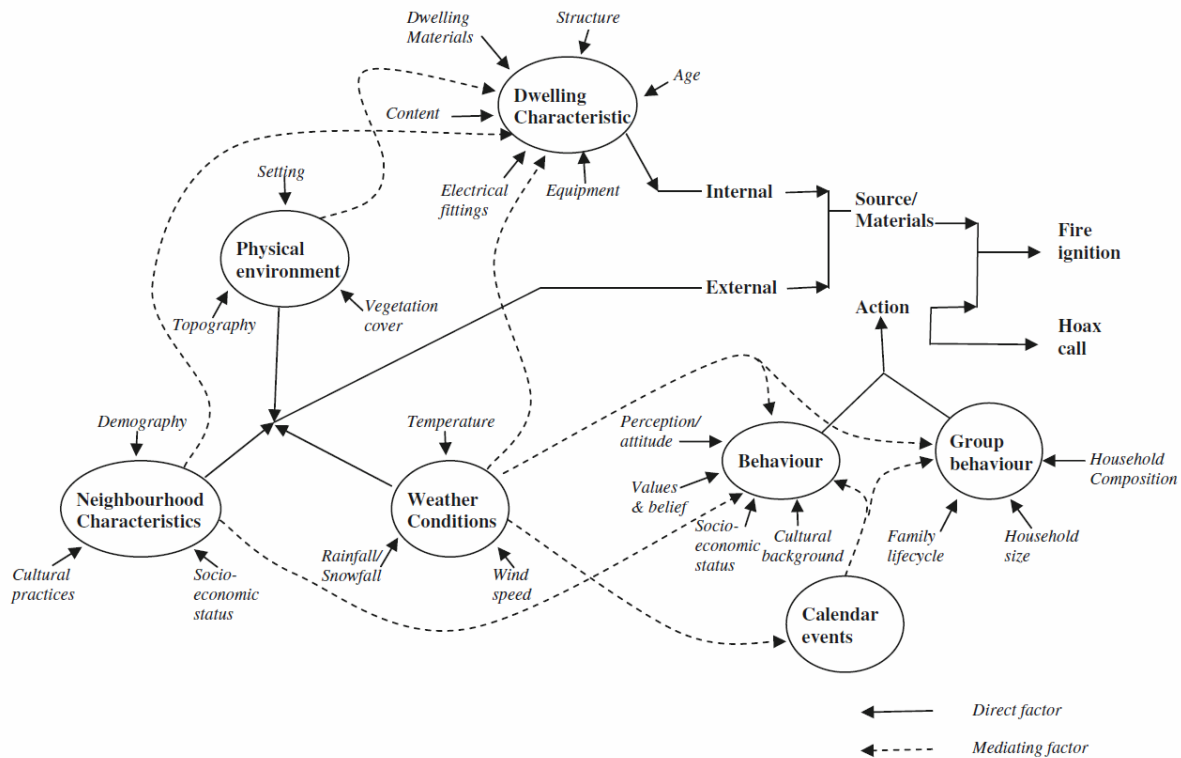 Dwelling
Materials
Structure
Age
Dwelling
Characteristic
Content
Electrical
fittings
Equipment
Setting
Physical
environment
Topography
Vegetation
cover
Internal
External
Source/
Materials
Fire
ignition
Action
Hoax
call
Demography
Neighbourhood
Characteristics
Cultural
practices
Socio-
economic
status
Temperature
Weather
Conditions
Rainfall/
Snowfall
Wind
speed
Perception/
attitude
Behaviour
Values
& belief
Socio-
economic
status
Cultural
background
Group
behaviour
Household
Composition
Family
lifecycle
Household
size
Calendar
events
Direct factor
Mediating factor